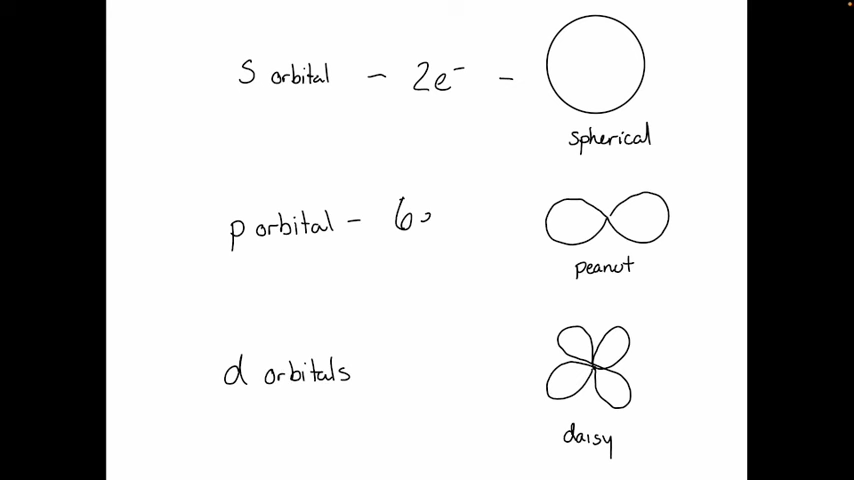 S orbital - 2e⁻ -
spherical
p orbital - 6
peanut
d orbitals
daisy